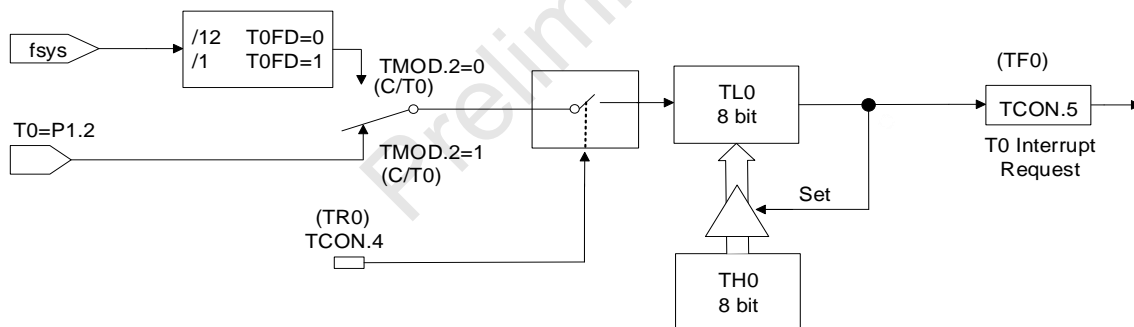 fsys
/12 T0FD=0
/1 T0FD=1
TMOD.2=0
(C/T0)
T0=P1.2
TMOD.2=1
(C/T0)
(TR0)
TCON.4
TL0
8 bit
Set
TH0
8 bit
(TF0)
TCON.5
T0 Interrupt
Request